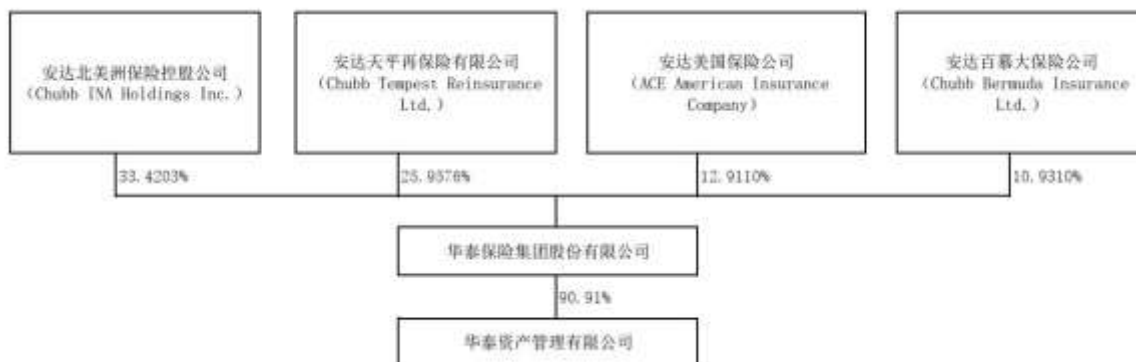 安达北美洲保险控股公司
(Chubb INA Holdings Inc.)
安达天平再保险有限公司
(Chubb Tempest Reinsurance
Ltd.)
安达美国保险公司
(ACE American Insurance
Company)
安达百慕大保险公司
(Chubb Bermuda Insurance
Ltd.)
33.4203%
25.9576%
12.9110%
10.9310%
华泰保险集团股份有限公司
90.91%
华泰资产管理有限公司